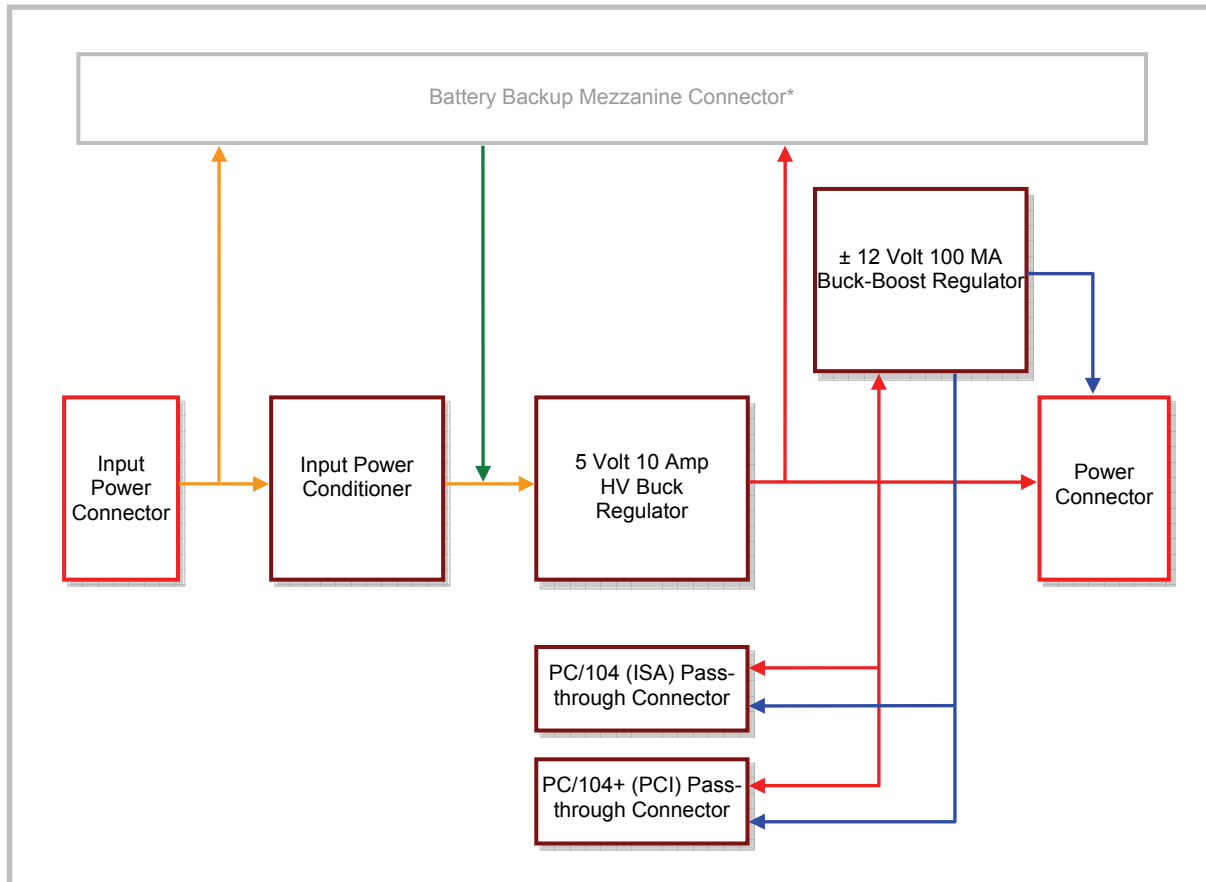 Battery Backup Mezzanine Connector*
± 12 Volt 100 MA
Buck-Boost Regulator
Input
Power
Connector
Input Power
Conditioner
5 Volt 10 Amp
HV Buck
Regulator
Power
Connector
PC/104 (ISA) Pass-
through Connector
PC/104+ (PCI) Pass-
through Connector